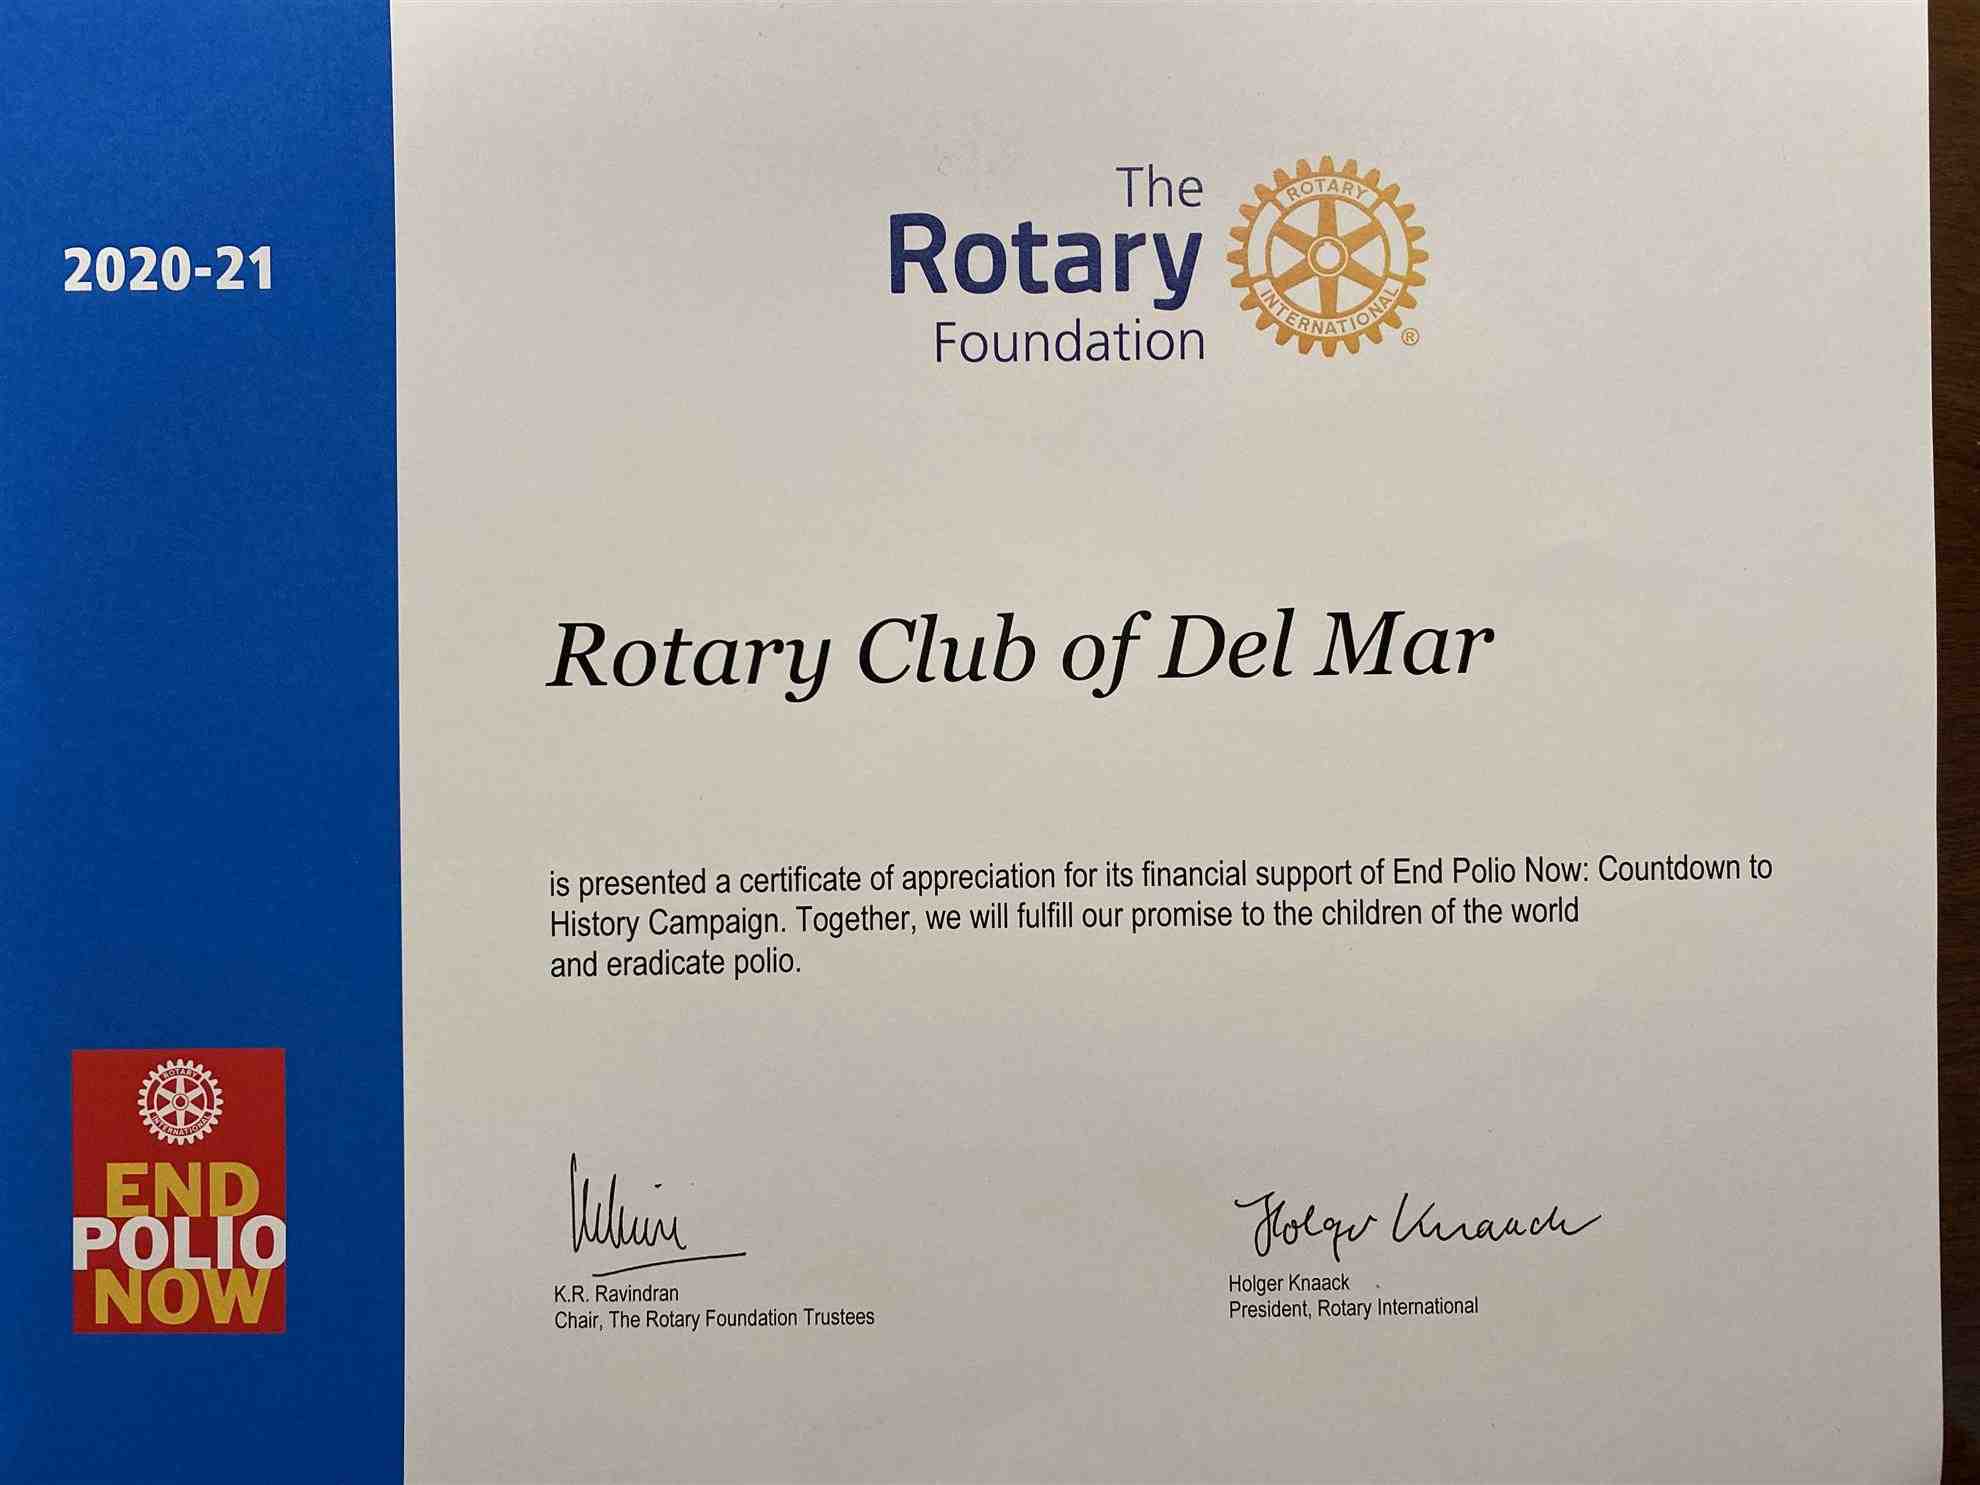 2020-21
The
Rotary
Foundation
ROTARY
INTERNATIONAL
®
Rotary Club of Del Mar
is presented a certificate of appreciation for its financial support of End Polio Now: Countdown to
History Campaign. Together, we will fulfill our promise to the children of the world
and eradicate polio.
ROTARY
INTERNATIONAL
END
POLIO
NOW
Holger Knaack
K.R. Ravindran
Chair, The Rotary Foundation Trustees
Holger Knaack
President, Rotary International